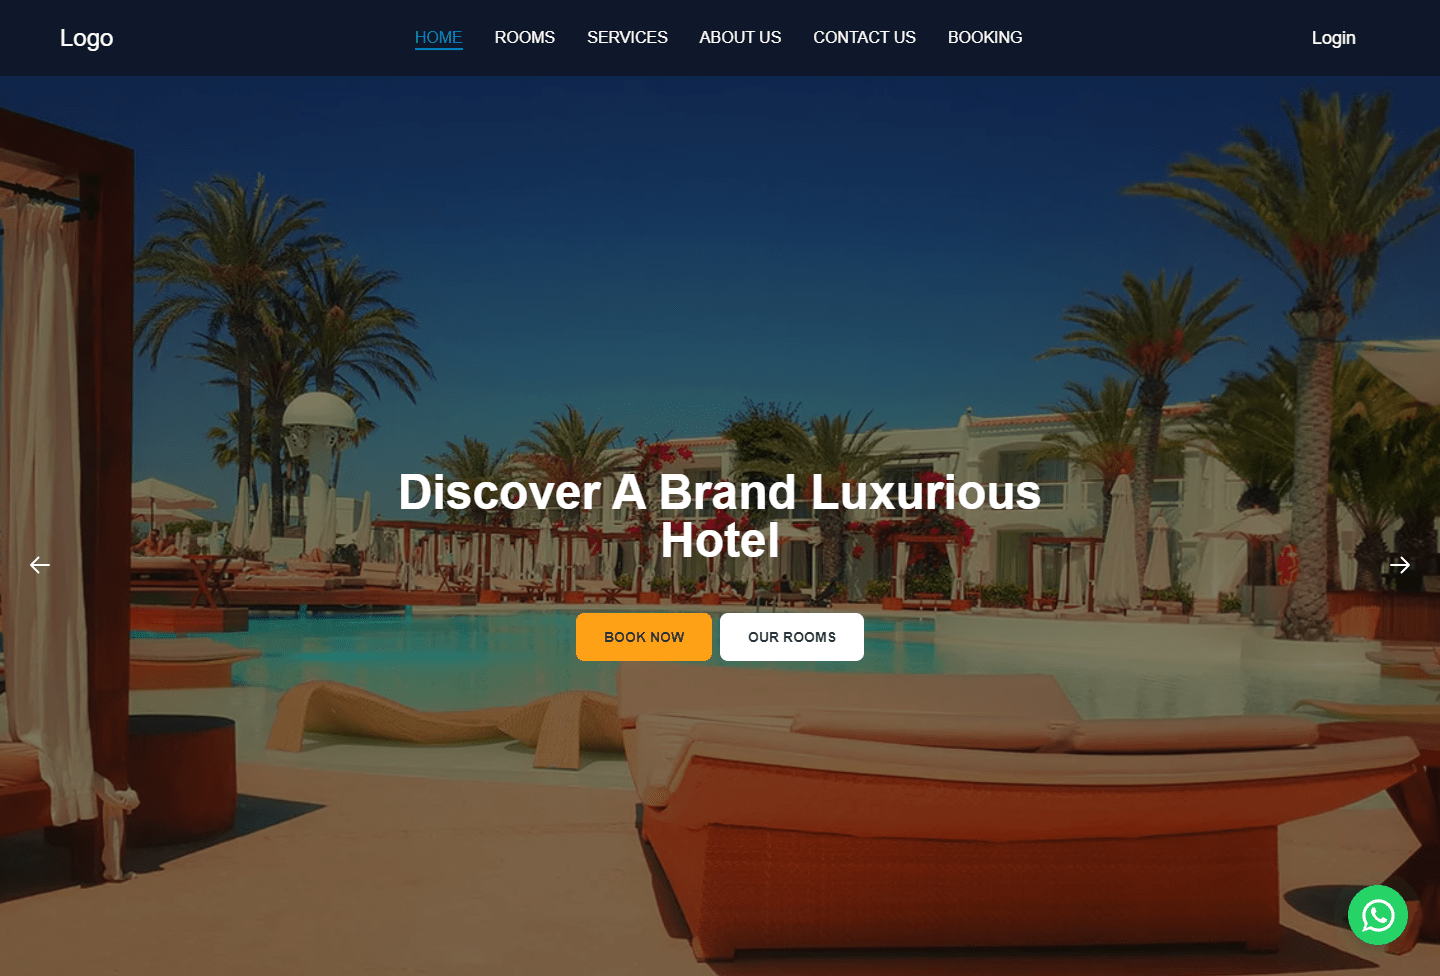 Logo
HOME
ROOMS
SERVICES
ABOUT US
CONTACT US
BOOKING
Login
Discover A Brand Luxurious
Hotel
BOOK NOW
OUR ROOMS